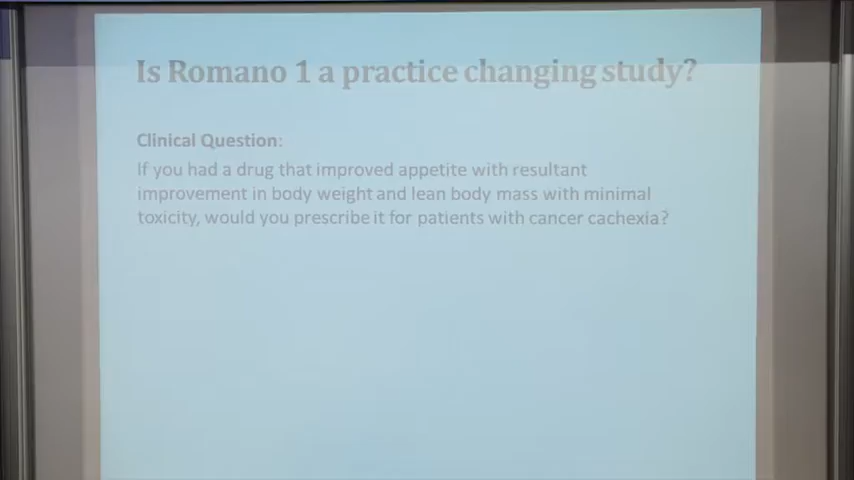 Is Romano 1 a practice changing study?
Clinical Question:
If you had a drug that improved appetite with resultant
improvement in body weight and lean body mass with minimal
toxicity, would you prescribe it for patients with cancer cachexia?